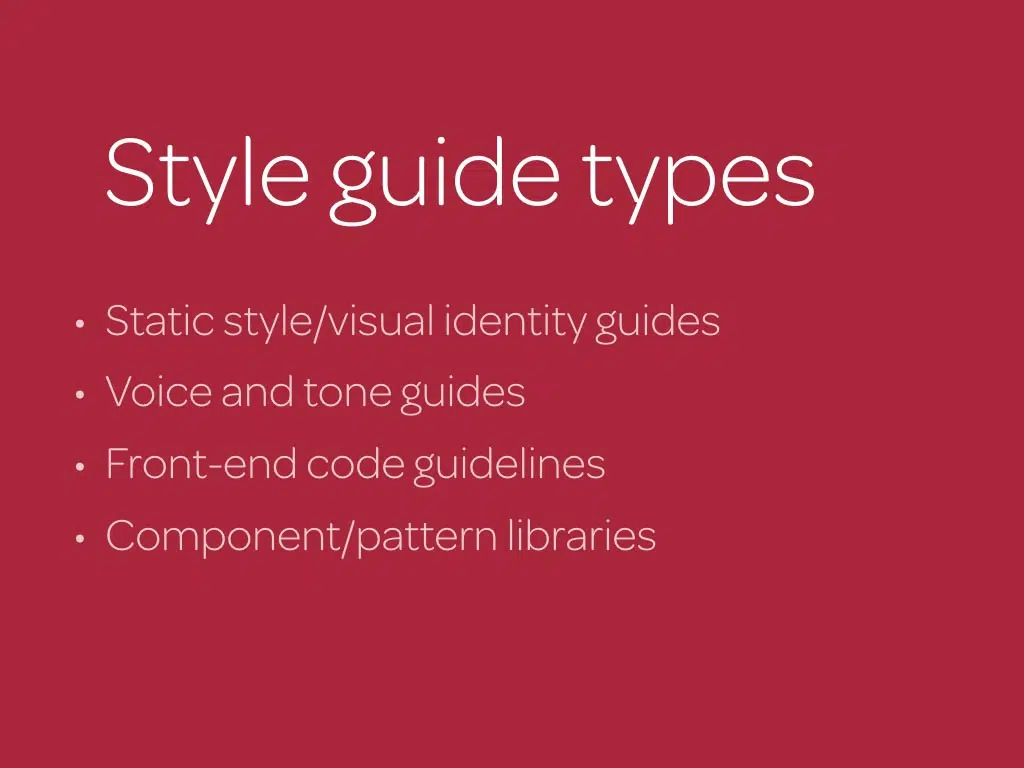 Style guide types
• Static style/visual identity guides
• Voice and tone guides
• Front-end code guidelines
• Component/pattern libraries